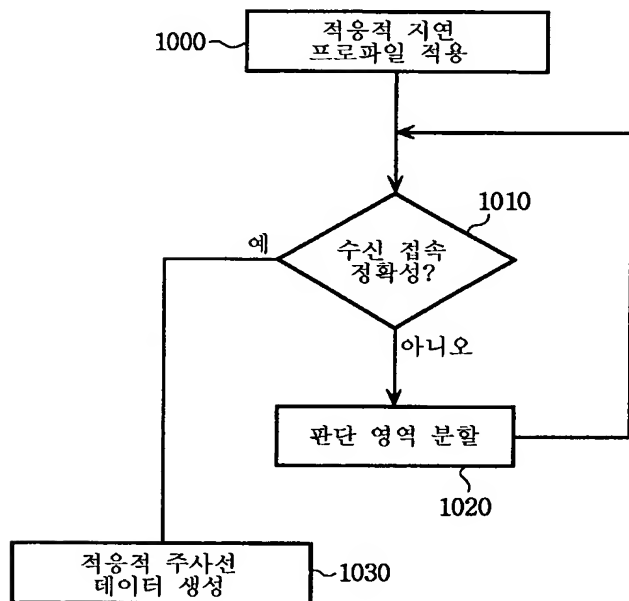 1000
적응적 지연
프로파일 적용
1010
예
수신 접속
정확성?
아니오
판단 영역 분할
1020
적응적 주사선
데이터 생성
1030